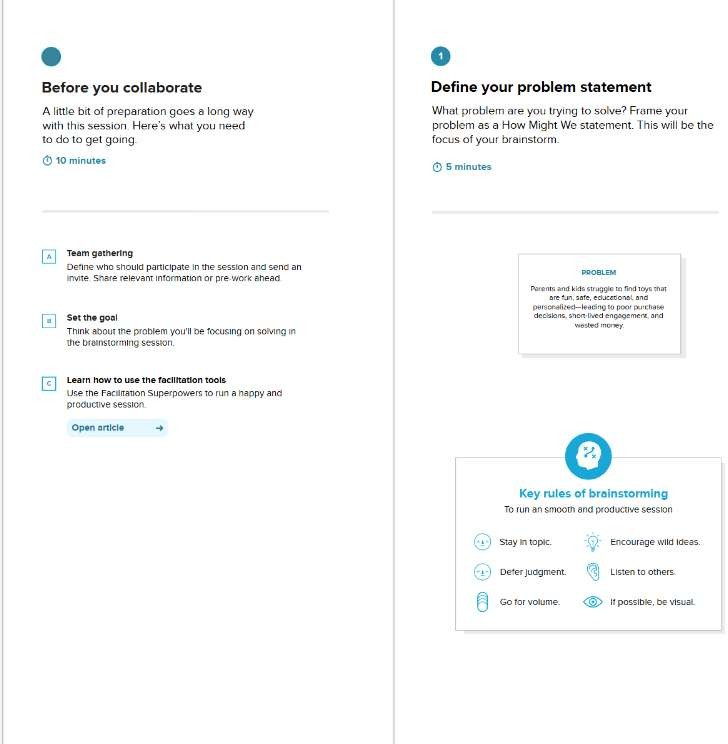 Before you collaborate
A little bit of preparation goes a long way
with this session. Here's what you need
to do to get going.
10 minutes
A
Team gathering
Define who should participate in the session and send an
invite. Share relevant information or pre-work ahead.
B
Set the goal
Think about the problem you'll be focusing on solving in
the brainstorming session.
C
Learn how to use the facilitation tools
Use the Facilitation Superpowers to run a happy and
productive session.
Open article
1
Define your problem statement
What problem are you trying to solve? Frame your
problem as a How Might We statement. This will be the
focus of your brainstorm.
5 minutes
PROBLEM
Parents and kids struggle to find toys that
are fun, safe, educational, and
personalized—leading to poor purchase
decisions, short-lived engagement, and
wasted money.
Key rules of brainstorming
To run an smooth and productive session
Stay in topic.
Encourage wild ideas.
Defer judgment.
Listen to others.
Go for volume.
If possible, be visual.